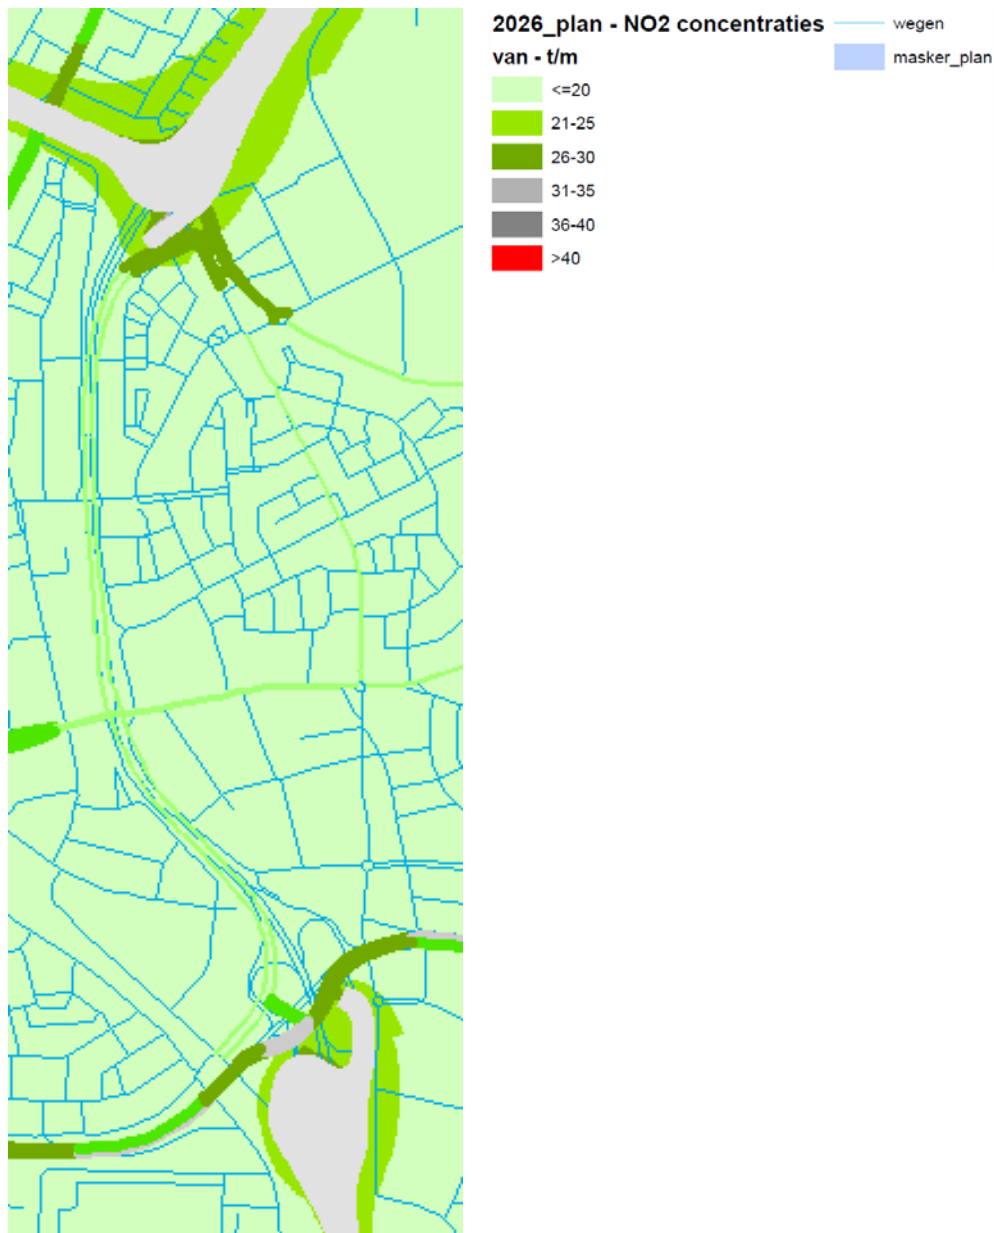 2026_plan - NO2 concentraties
van - t/m
<=20
21-25
26-30
31-35
36-40
>40
wegen
masker_plan